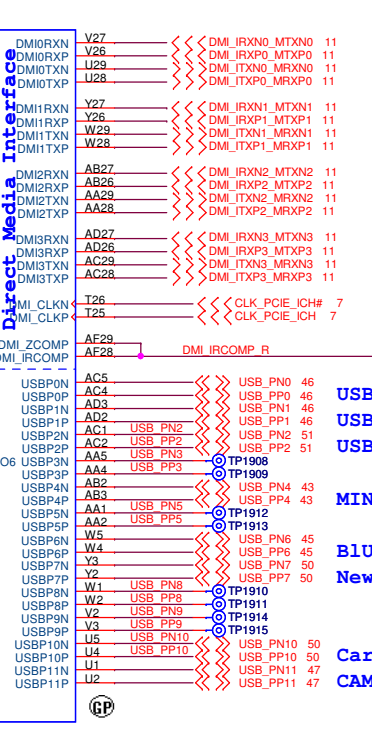 Direct Media Interface
DMI0RXN V27 DMI_IRXN0_MTXN0 11
DMI0RXP V26 DMI_IRXP0_MTXP0 11
DMI0TXN U29 DMI_ITXN0_MRXN0 11
DMI0TXP U28 DMI_ITXP0_MRXP0 11
DMI1RXN Y27 DMI_IRXN1_MTXN1 11
DMI1RXP Y26 DMI_IRXP1_MTXP1 11
DMI1TXN W29 DMI_ITXN1_MRXN1 11
DMI1TXP W28 DMI_ITXP1_MRXP1 11
DMI2RXN AB27 DMI_IRXN2_MTXN2 11
DMI2RXP AB26 DMI_IRXP2_MTXP2 11
DMI2TXN AA29 DMI_ITXN2_MRXN2 11
DMI2TXP AA28 DMI_ITXP2_MRXP2 11
DMI3RXN AD27 DMI_IRXN3_MTXN3 11
DMI3RXP AD26 DMI_IRXP3_MTXP3 11
DMI3TXN AC29 DMI_ITXN3_MRXN3 11
DMI3TXP AC28 DMI_ITXP3_MRXP3 11
MI_CLKN T26 CLK_PCIE_ICH# 7
MI_CLKP T25 CLK_PCIE_ICH 7
DMI_ZCOMP AF29
MI_IRCOMP AF28 DMI_IRCOMP_R
USBP0N AC5 USB_PN0 46
USBP0P AC4 USB_PP0 46 USB
USBP1N AD3 USB_PN1 46
USBP1P AD2 USB_PP1 46 USB
USBP2N AC1 USB_PN2 USB_PN2 51
USBP2P AC2 USB_PP2 USB_PP2 51 USB
O6 USBP3N AA5 USB_PN3 TP1908
USBP3P AA4 USB_PP3 TP1909
USBP4N AB2 USB_PN4 43
USBP4P AB3 USB_PP4 43 MIN
USBP5N AA1 USB_PN5 TP1912
USBP5P AA2 USB_PP5 TP1913
USBP6N W5 USB_PN6 45
USBP6P W4 USB_PP6 45 BlU
USBP7N Y3 USB_PN7 50
USBP7P Y2 USB_PP7 50 New
USBP8N W1 USB_PN8 TP1910
USBP8P W2 USB_PP8 TP1911
USBP9N V2 USB_PN9 TP1914
USBP9P V3 USB_PP9 TP1915
USBP10N U5 USB_PN10 USB_PN10 50
USBP10P U4 USB_PP10 USB_PP10 50 Car
USBP11N U1 USB_PN11 47
USBP11P U2 USB_PP11 47 CAM
GP